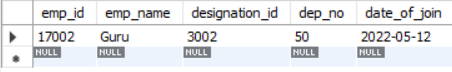 emp_id emp_name designation_id dep_no date_of_join
17002 Guru 3002 50 2022-05-12
NULL NULL NULL NULL NULL